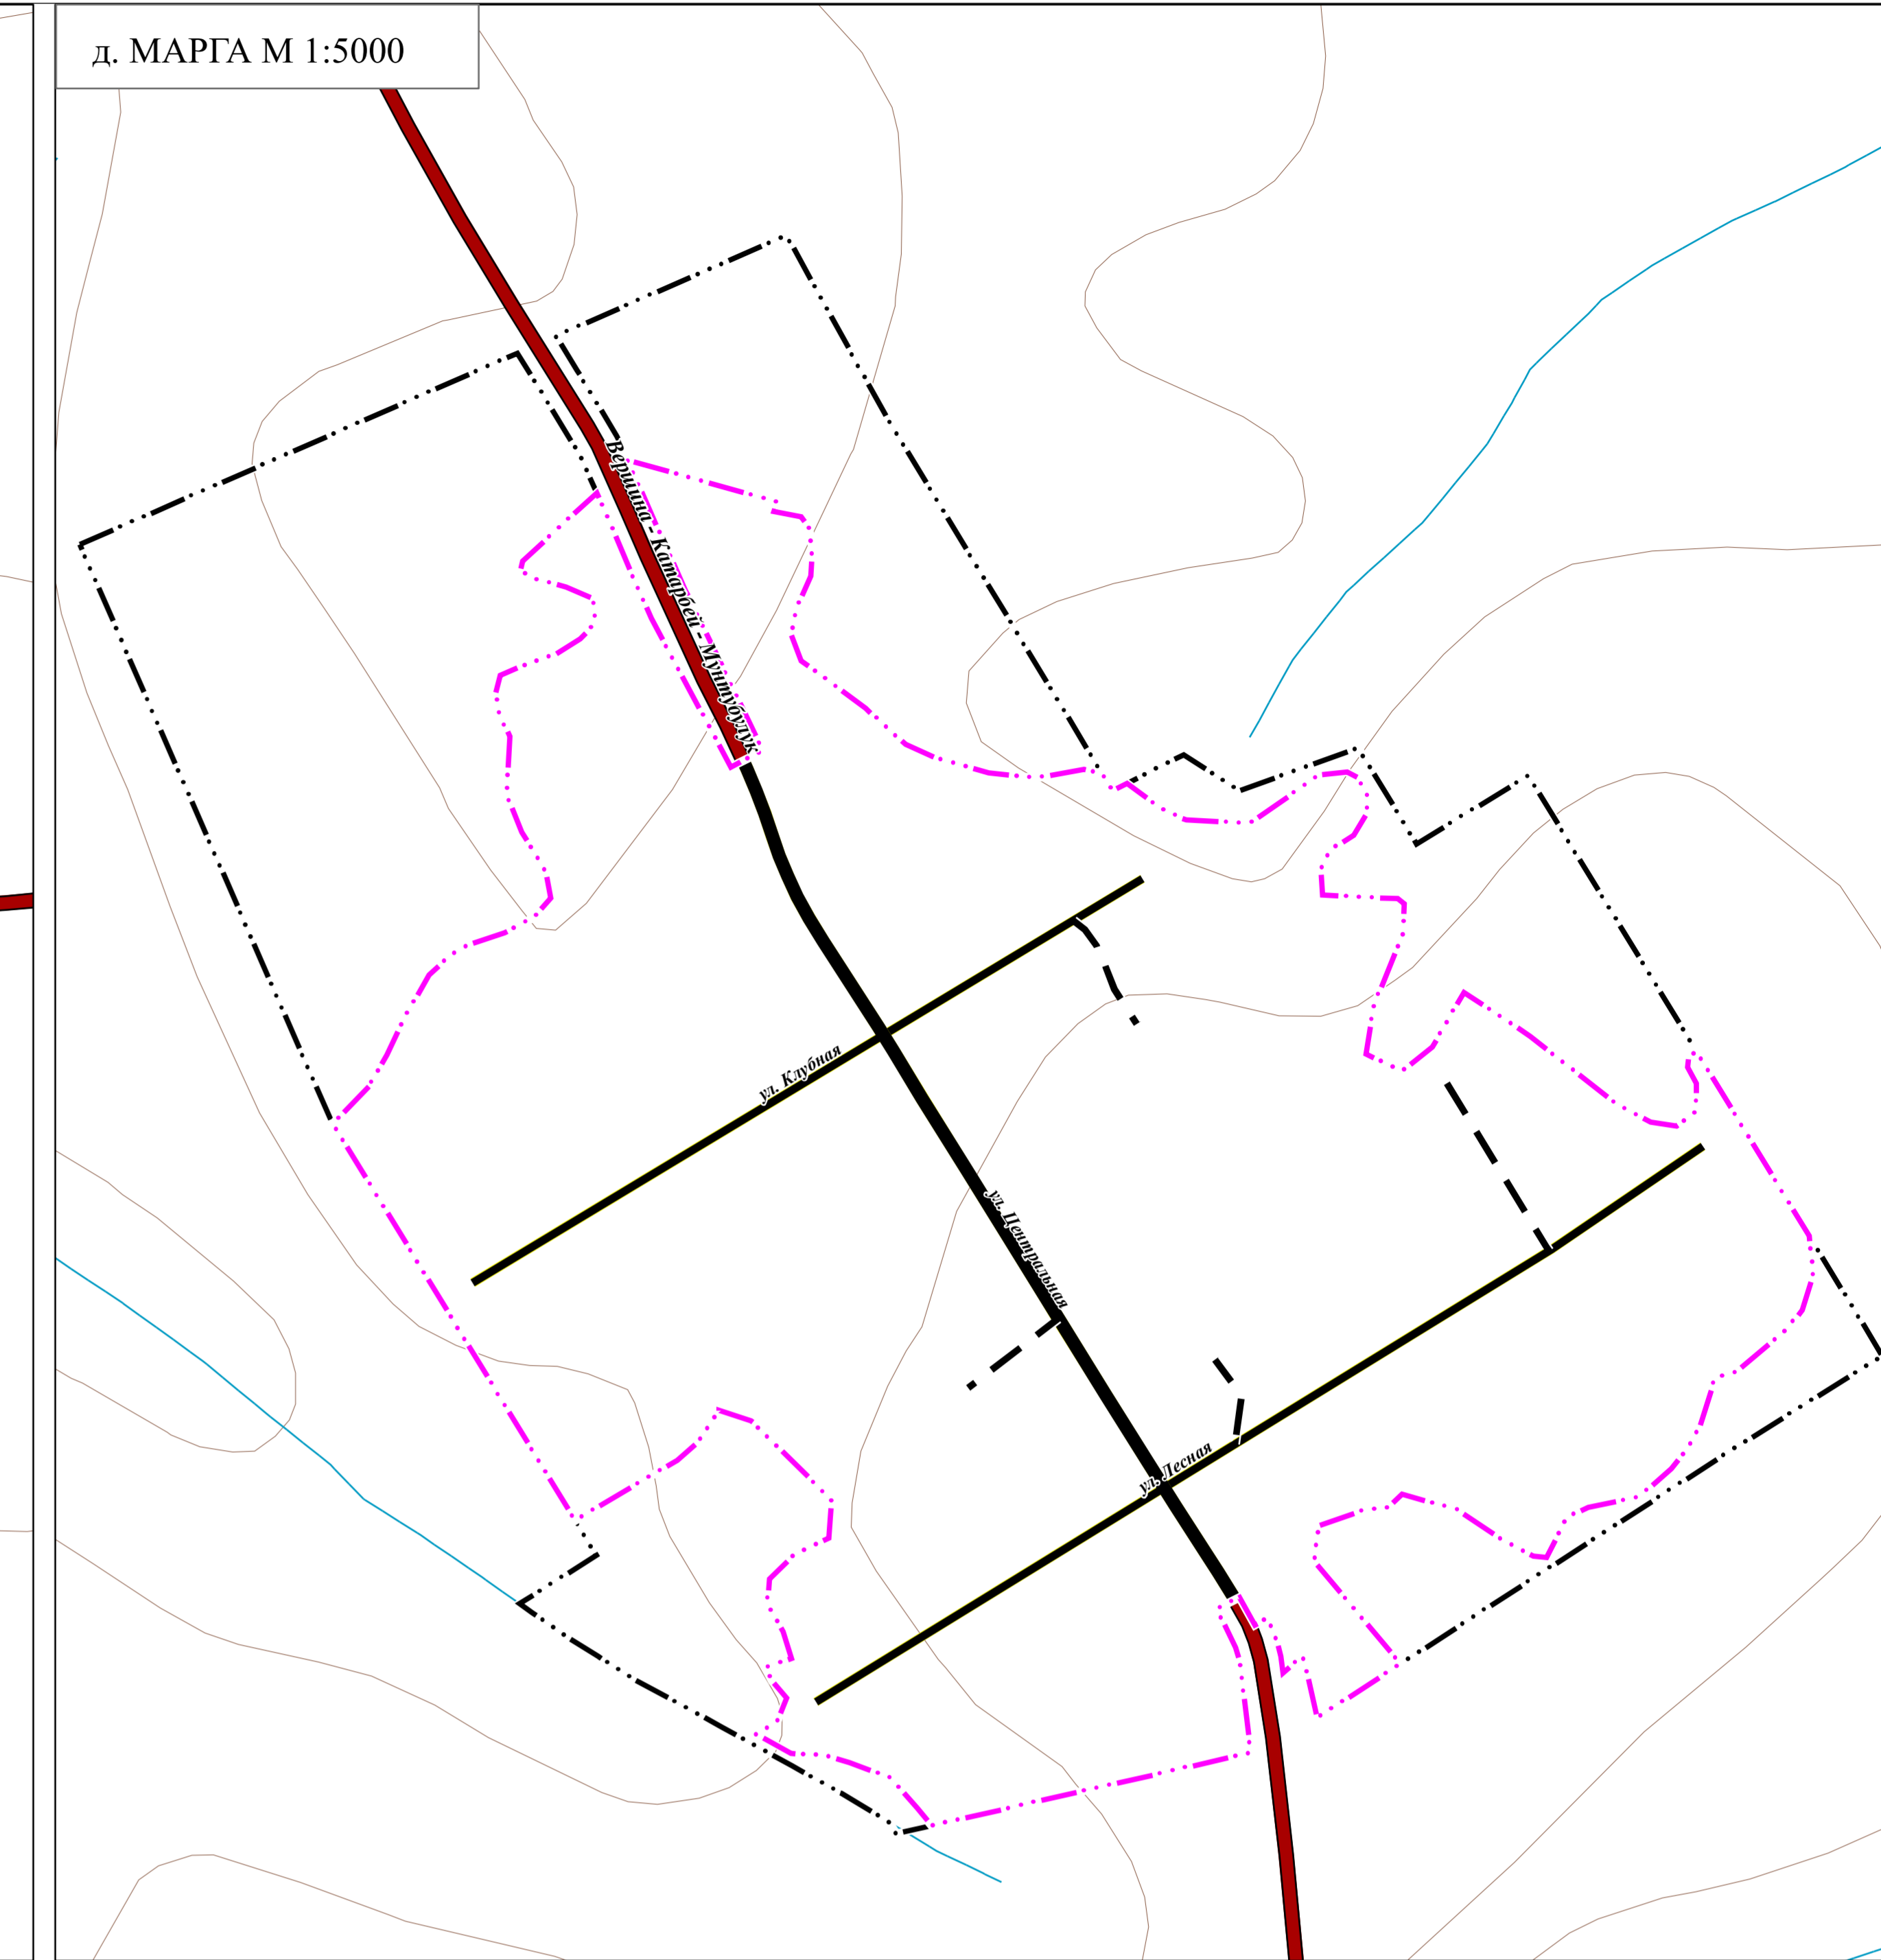 д. МАРГА М 1:5000
Вершина - Катарбей - Мунтубулук
ул. Клубная
ул. Центральная
ул. Лесная